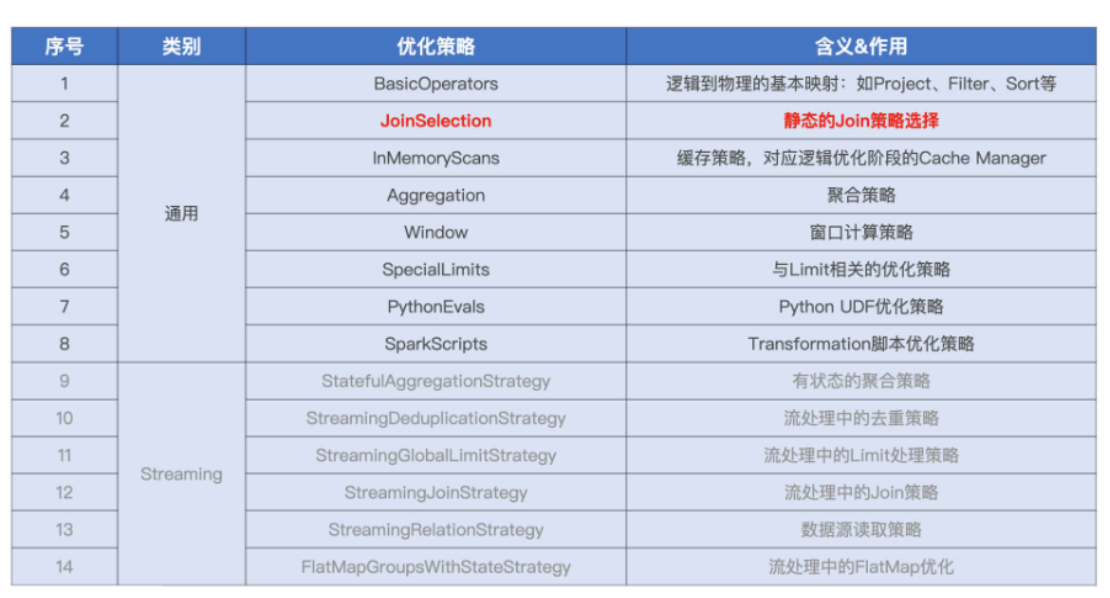 序号 类别 优化策略 含义&作用
1 BasicOperators 逻辑到物理的基本映射：如Project、Filter、Sort等
2 JoinSelection 静态的Join策略选择
3 InMemoryScans 缓存策略，对应逻辑优化阶段的Cache Manager
4 Aggregation 聚合策略
通用
5 Window 窗口计算策略
6 SpecialLimits 与Limit相关的优化策略
7 PythonEvals Python UDF优化策略
8 SparkScripts Transformation脚本优化策略
9 StatefulAggregationStrategy 有状态的聚合策略
10 StreamingDeduplicationStrategy 流处理中的去重策略
11 StreamingGlobalLimitStrategy 流处理中的Limit处理策略
Streaming
12 StreamingJoinStrategy 流处理中的Join策略
13 StreamingRelationStrategy 数据源读取策略
14 FlatMapGroupsWithStateStrategy 流处理中的FlatMap优化